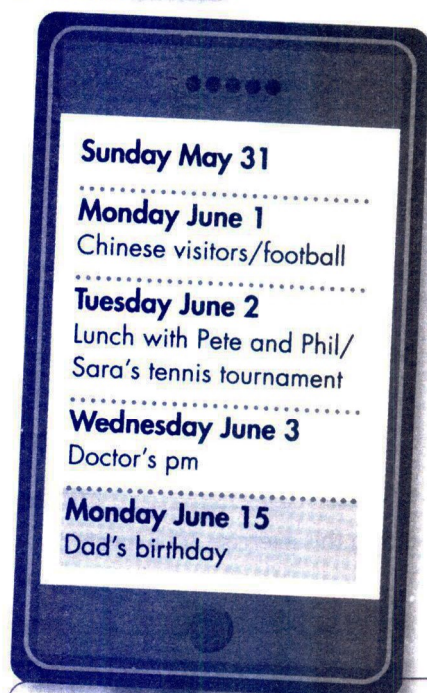 Sunday May 31
Monday June 1
Chinese visitors/football
Tuesday June 2
Lunch with Pete and Phil/
Sara's tennis tournament
Wednesday June 3
Doctor's pm
Monday June 15
Dad's birthday